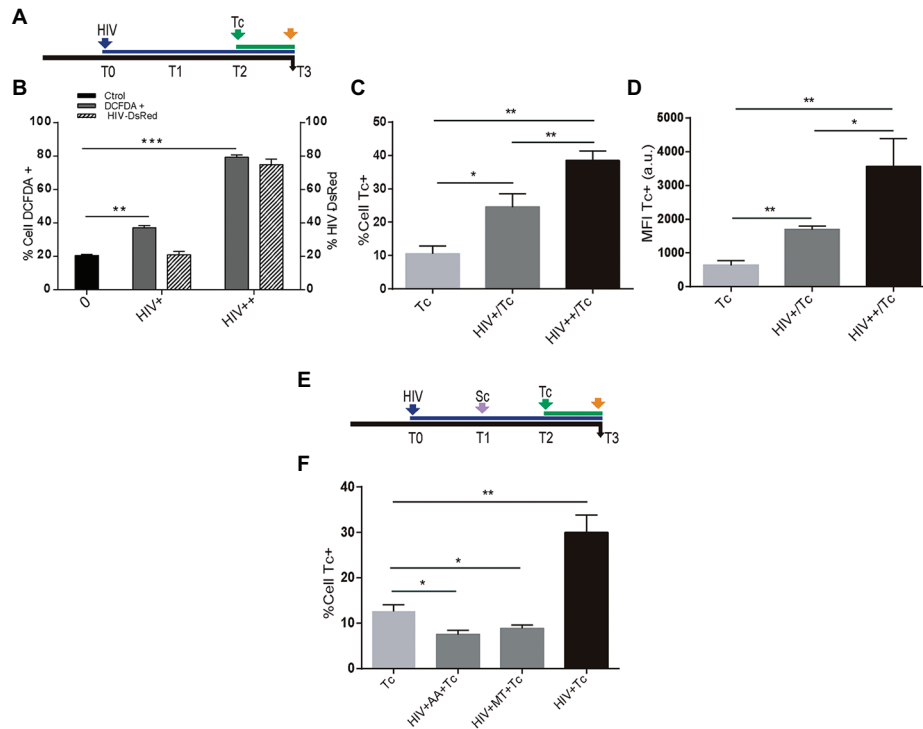 A
HIV
Tc
T0
T1
T2
T3
B
Ctrol
DCFDA +
HIV-DsRed
100
80
60
40
20
0
% Cell DCFDA +
***
**
100
80
60
40
20
0
% HIV DsRed
0
HIV+
HIV++
C
50
40
30
20
10
0
%Cell Tc+
**
**
*
Tc
HIV+/Tc
HIV++/Tc
D
5000
4000
3000
2000
1000
0
MFI Tc+ (a.u.)
**
*
**
Tc
HIV+/Tc
HIV++/Tc
E
HIV
Sc
Tc
T0
T1
T2
T3
F
40
30
20
10
0
%Cell Tc+
**
*
*
Tc
HIV+AA+Tc
HIV+MT+Tc
HIV+Tc